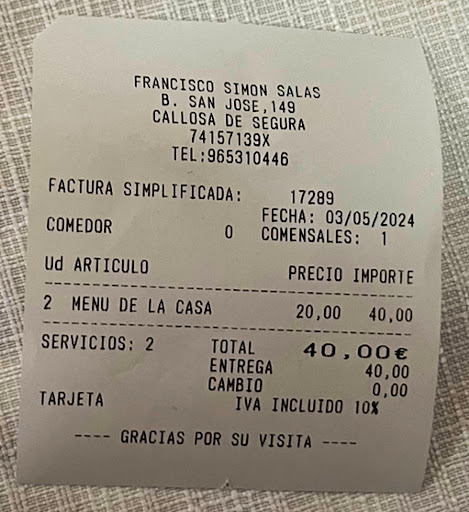 FRANCISCO SIMON SALAS
B. SAN JOSE,149
CALLOSA DE SEGURA
74157139X
TEL:965310446
FACTURA SIMPLIFICADA: 17289
FECHA: 03/05/2024
COMEDOR 0 COMENSALES: 1
Ud ARTICULO PRECIO IMPORTE
2 MENU DE LA CASA 20,00 40,00
SERVICIOS: 2 TOTAL 40,00€
ENTREGA 40,00
CAMBIO 0,00
TARJETA IVA INCLUIDO 10%
---- GRACIAS POR SU VISITA ----